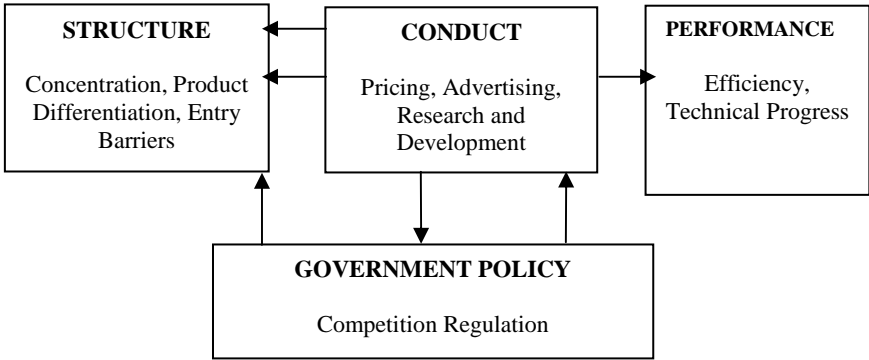 STRUCTURE
Concentration, Product
Differentiation, Entry
Barriers
CONDUCT
Pricing, Advertising,
Research and
Development
PERFORMANCE
Efficiency,
Technical Progress
GOVERNMENT POLICY
Competition Regulation